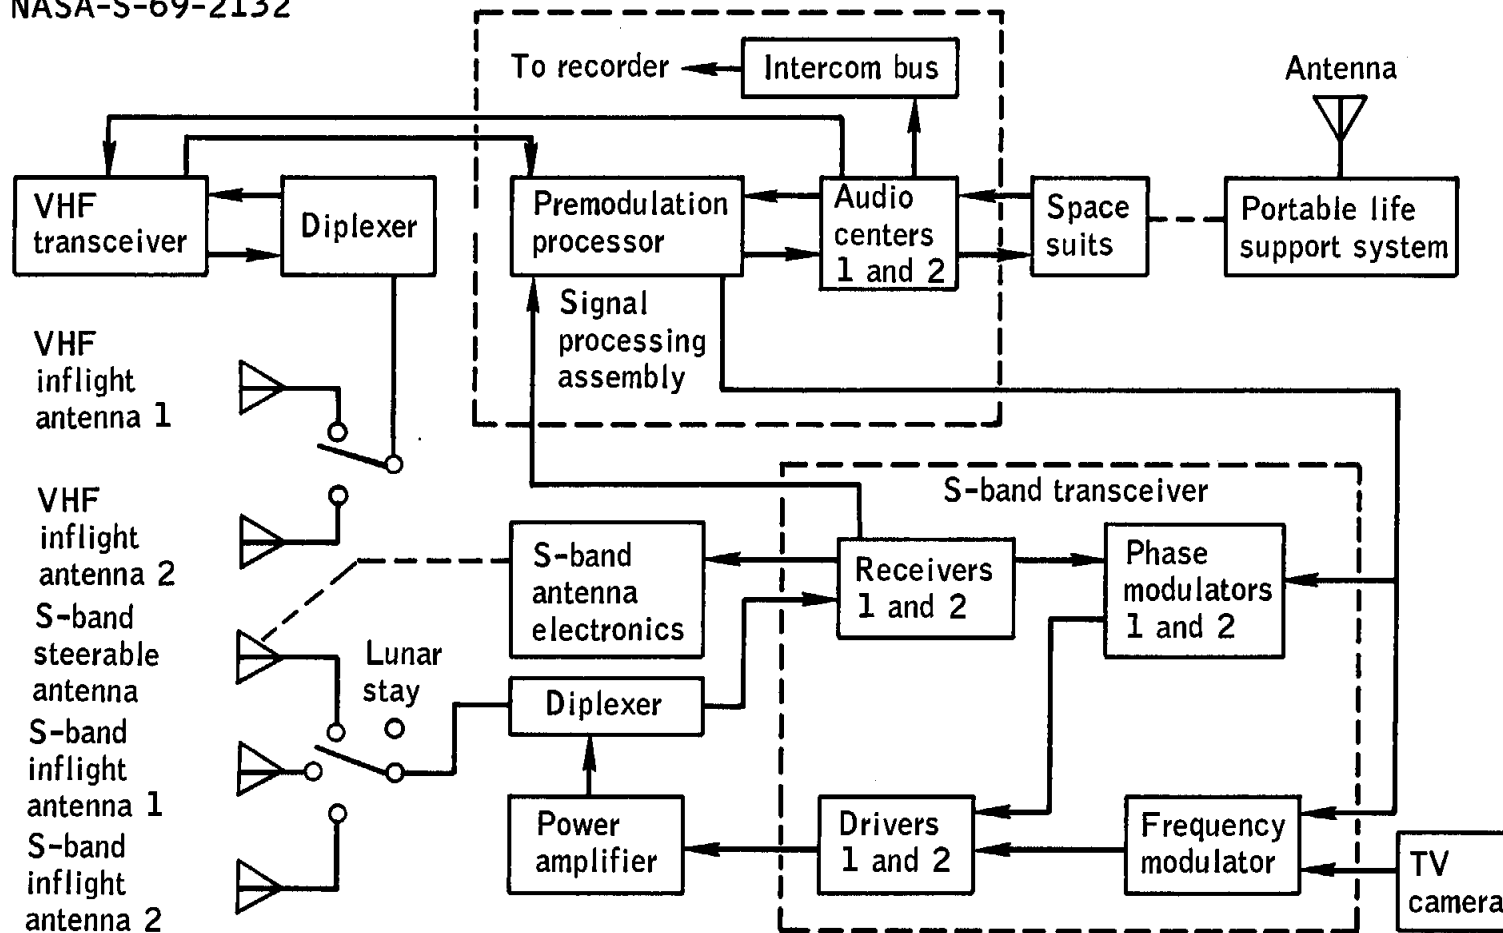 NASA-S-69-2132
To recorder
Intercom bus
Antenna
VHF
transceiver
Diplexer
Premodulation
processor
Audio
centers
1 and 2
Space
suits
Portable life
support system
Signal
processing
assembly
VHF
inflight
antenna 1
VHF
inflight
antenna 2
S-band transceiver
S-band
antenna
electronics
Receivers
1 and 2
Phase
modulators
1 and 2
S-band
steerable
antenna
Lunar
stay
Diplexer
S-band
inflight
antenna 1
Power
amplifier
Drivers
1 and 2
Frequency
modulator
TV
camera
S-band
inflight
antenna 2